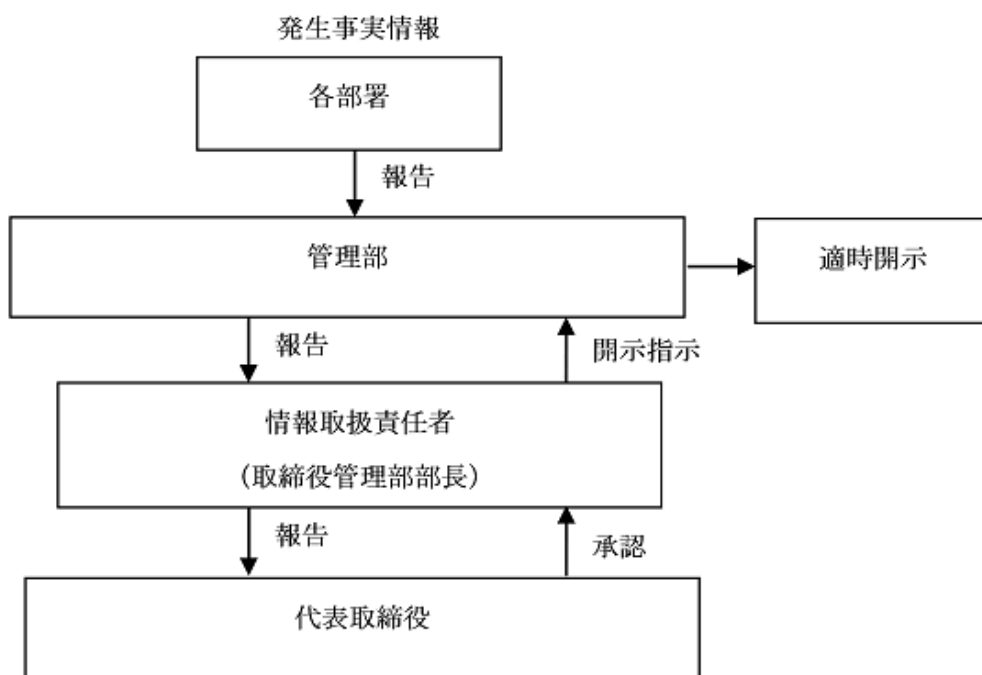 発生事実情報
各部署
報告
管理部
適時開示
報告
開示指示
情報取扱責任者
（取締役管理部部長）
報告
承認
代表取締役